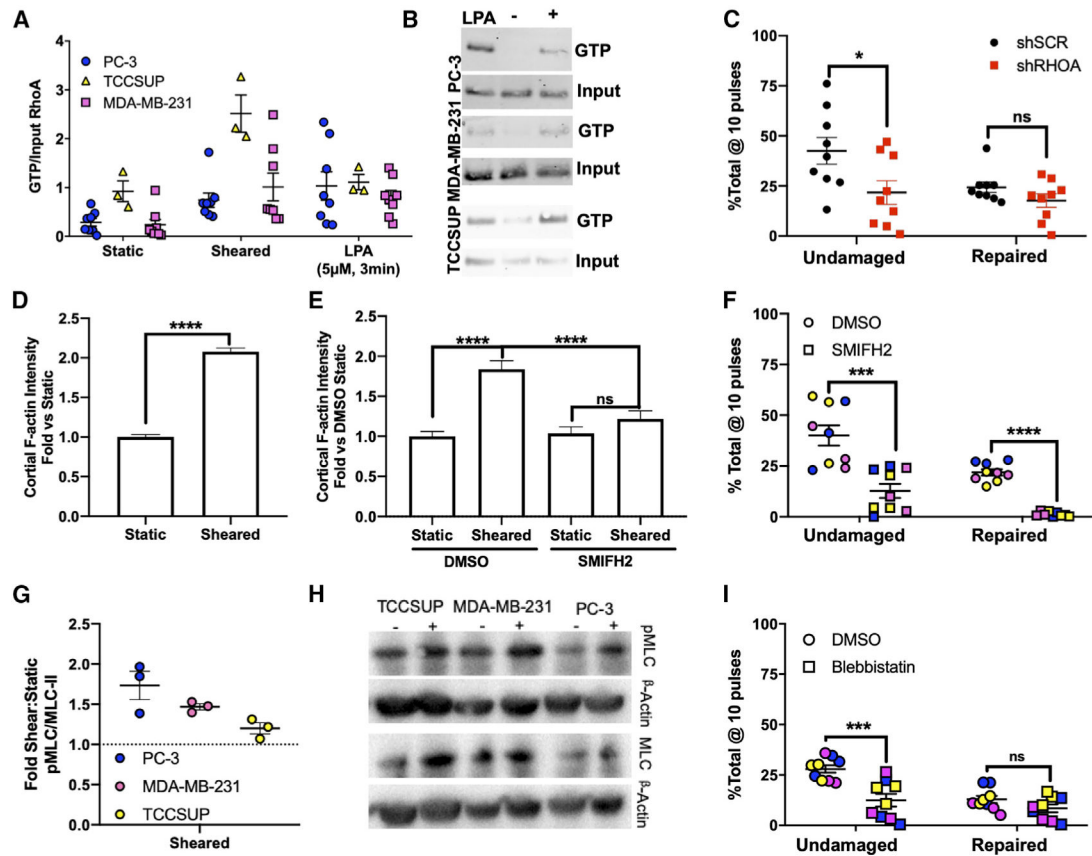 A
GTP/Input RhoA
4
3
2
1
0
PC-3
TCCSUP
MDA-MB-231
Static
Sheared
LPA
(5µM, 3min)
B
LPA - +
PC-3
GTP
Input
MDA-MB-231
GTP
Input
TCCSUP
GTP
Input
C
%Total @ 10 pulses
100
75
50
25
0
shSCR
shRHOA
*
ns
Undamaged
Repaired
D
Cortial F-actin Intensity
Fold vs Static
2.5
2.0
1.5
1.0
0.5
0.0
****
Static
Sheared
E
Cortical F-actin Intensity
Fold vs DMSO Static
2.5
2.0
1.5
1.0
0.5
0.0
****
****
ns
Static Sheared Static Sheared
DMSO
SMIFH2
F
% Total @ 10 pulses
100
75
50
25
0
DMSO
SMIFH2
***
****
Undamaged
Repaired
G
Fold Shear:Static
pMLC/MLC-II
2.5
2.0
1.5
1.0
0.5
0.0
PC-3
MDA-MB-231
TCCSUP
Sheared
H
TCCSUP MDA-MB-231 PC-3
- + - + - +
pMLC
β-Actin
MLC
β-Actin
I
%Total @ 10 pulses
100
75
50
25
0
DMSO
Blebbistatin
***
ns
Undamaged
Repaired